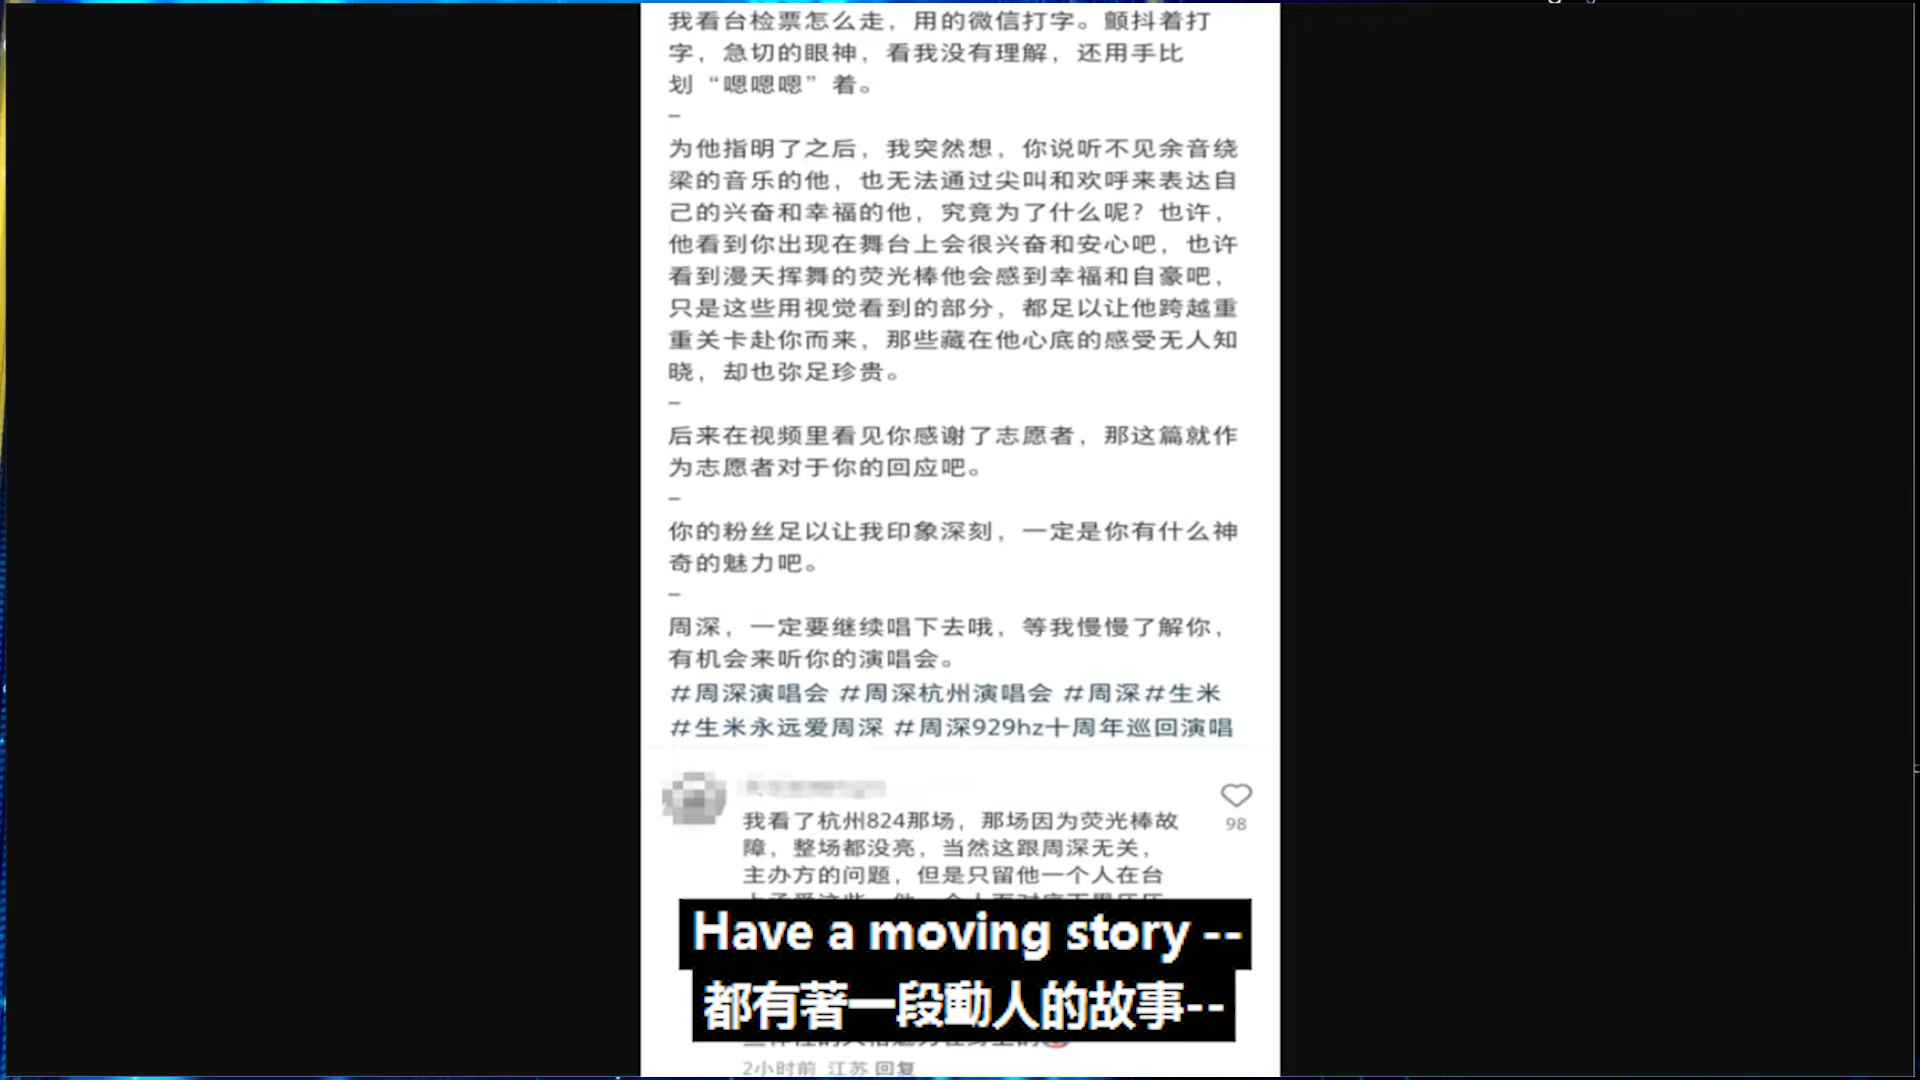 我看台检票怎么走，用的微信打字。颤抖着打
字，急切的眼神，看我没有理解，还用手比
划“嗯嗯嗯”着。
–
为他指明了之后，我突然想，你说听不见余音绕
梁的音乐的他，也无法通过尖叫和欢呼来表达自
己的兴奋和幸福的他，究竟为了什么呢？也许，
他看到你出现在舞台上会很兴奋和安心吧，也许
看到漫天挥舞的荧光棒他会感到幸福和自豪吧，
只是这些用视觉看到的部分，都足以让他跨越重
重关卡赴你而来，那些藏在他心底的感受无人知
晓，却也弥足珍贵。
–
后来在视频里看见你感谢了志愿者，那这篇就作
为志愿者对于你的回应吧。
–
你的粉丝足以让我印象深刻，一定是你有什么神
奇的魅力吧。
–
周深，一定要继续唱下去哦，等我慢慢了解你，
有机会来听你的演唱会。
#周深演唱会 #周深杭州演唱会 #周深#生米
#生米永远爱周深 #周深929hz十周年巡回演唱
我看了杭州824那场，那场因为荧光棒故
98
障，整场都没亮，当然这跟周深无关，
主办方的问题，但是只留他一个人在台
Have a moving story --
都有著一段動人的故事--
2小时前 江苏 回复